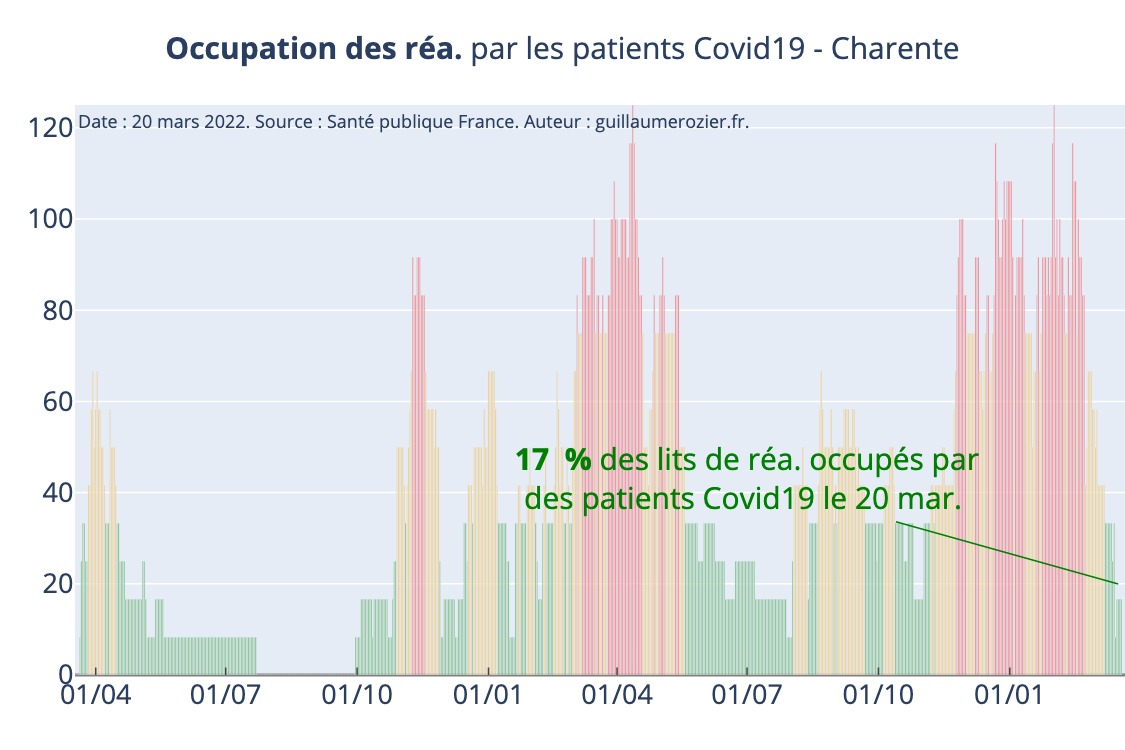 Occupation des réa. par les patients Covid19 - Charente
Date : 20 mars 2022. Source : Santé publique France. Auteur : guillaumerozier.fr.
120
100
80
60
40
20
0
17 % des lits de réa. occupés par
des patients Covid19 le 20 mar.
01/04 01/07 01/10 01/01 01/04 01/07 01/10 01/01